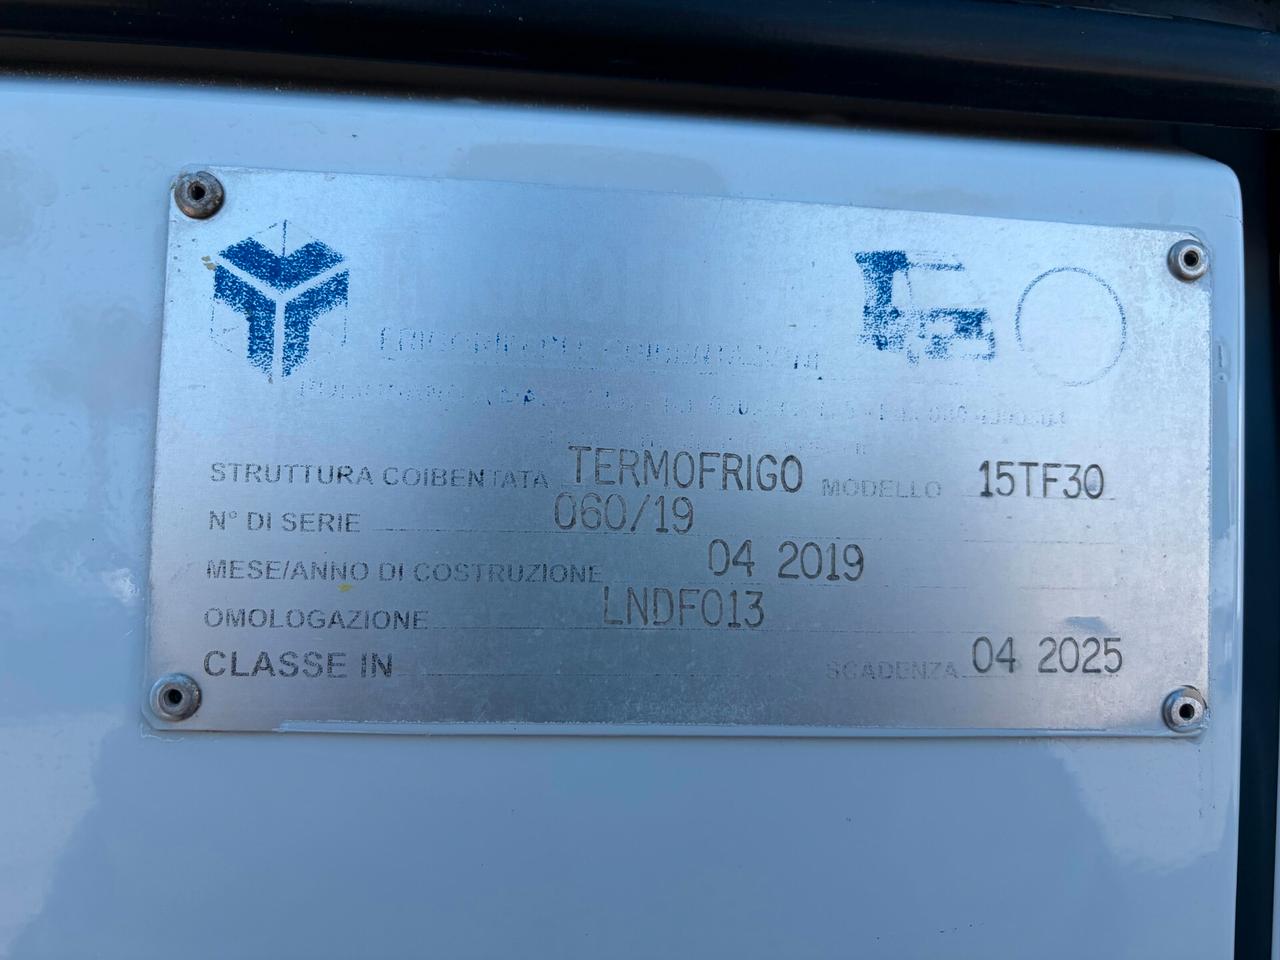 STRUTTURA COIBENTATA TERMOFRIGO MODELLO 15TF30
N° DI SERIE 060/19
MESE/ANNO DI COSTRUZIONE 04 2019
OMOLOGAZIONE LNDF013
CLASSE IN SCADENZA 04 2025